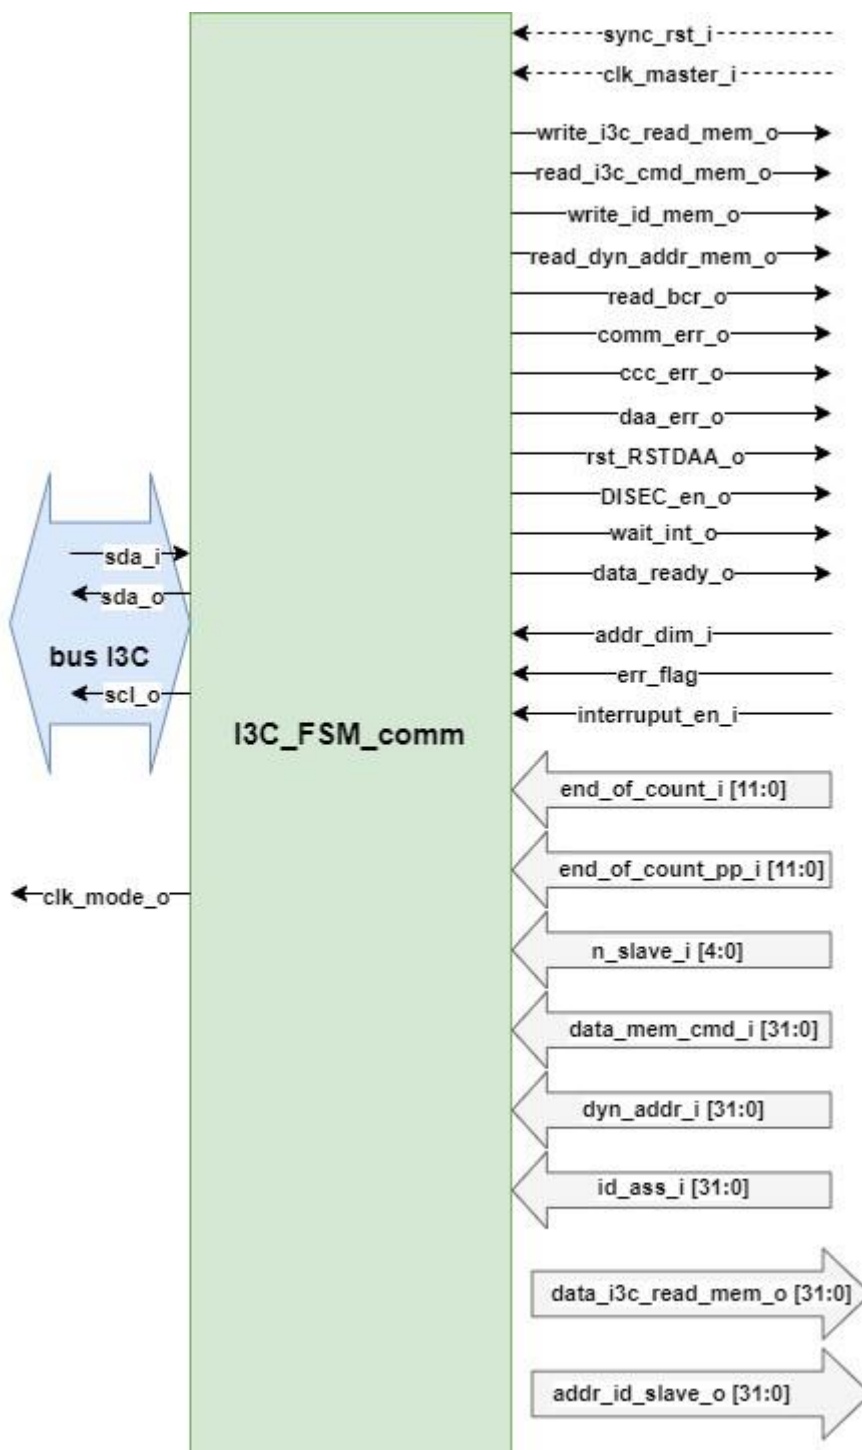 sync_rst_i
clk_master_i
write_i3c_read_mem_o
read_i3c_cmd_mem_o
write_id_mem_o
read_dyn_addr_mem_o
read_bcr_o
comm_err_o
ccc_err_o
daa_err_o
rst_RSTDAA_o
DISEC_en_o
wait_int_o
data_ready_o
sda_i
sda_o
bus I3C
scl_o
clk_mode_o
I3C_FSM_comm
addr_dim_i
err_flag
interruput_en_i
end_of_count_i [11:0]
end_of_count_pp_i [11:0]
n_slave_i [4:0]
data_mem_cmd_i [31:0]
dyn_addr_i [31:0]
id_ass_i [31:0]
data_i3c_read_mem_o [31:0]
addr_id_slave_o [31:0]